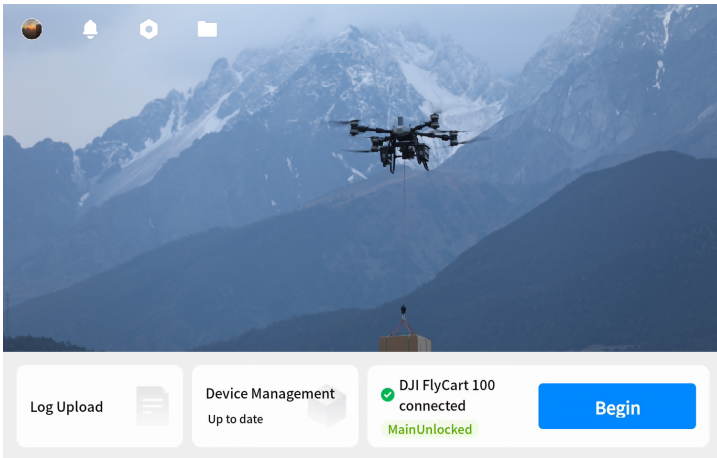 Log Upload
Device Management
Up to date
DJI FlyCart 100
connected
MainUnlocked
Begin